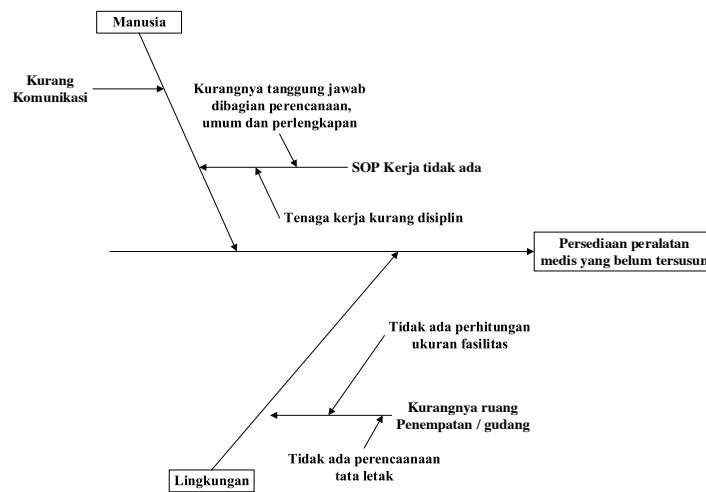 Manusia
Kurang
Komunikasi
Kurangnya tanggung jawab
dibagian perencanaan,
umum dan perlengkapan
SOP Kerja tidak ada
Tenaga kerja kurang disiplin
Persediaan peralatan
medis yang belum tersusun
Tidak ada perhitungan
ukuran fasilitas
Kurangnya ruang
Penempatan / gudang
Tidak ada perencaanaan
tata letak
Lingkungan